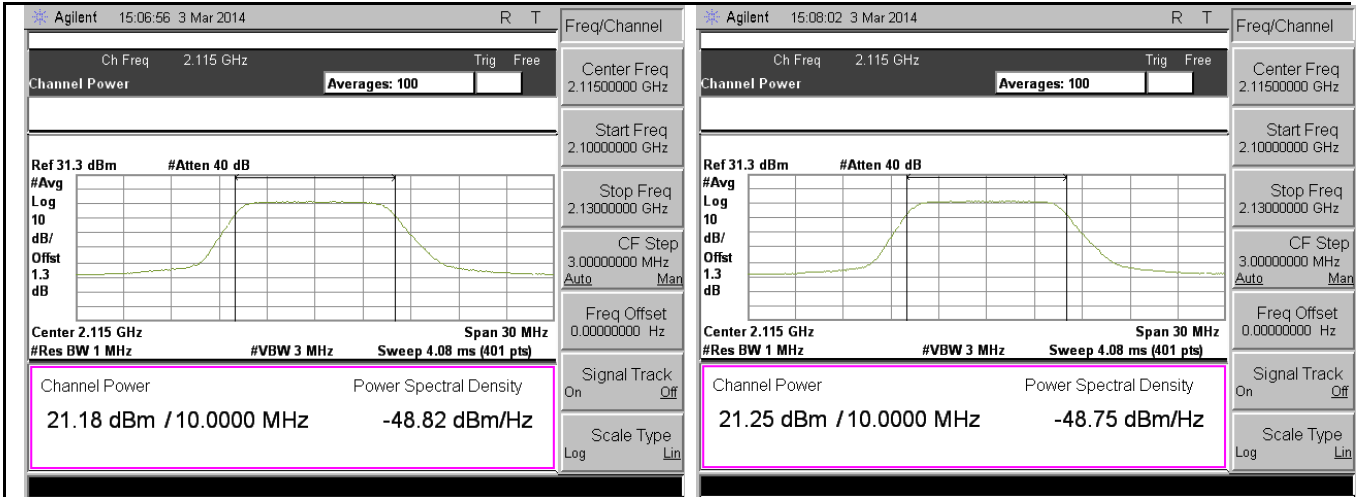 Agilent 15:06:56 3 Mar 2014 R T
Freq/Channel
Ch Freq 2.115 GHz Trig Free
Channel Power Averages: 100
Center Freq
2.11500000 GHz
Start Freq
2.10000000 GHz
Ref 31.3 dBm #Atten 40 dB
#Avg
Log
10
dB/
Offst
1.3
dB
Stop Freq
2.13000000 GHz
CF Step
3.00000000 MHz
Auto Man
Freq Offset
0.00000000 Hz
Center 2.115 GHz Span 30 MHz
#Res BW 1 MHz #VBW 3 MHz Sweep 4.08 ms (401 pts)
Signal Track
On Off
Channel Power Power Spectral Density
21.18 dBm / 10.0000 MHz -48.82 dBm/Hz
Scale Type
Log Lin
Agilent 15:08:02 3 Mar 2014 R T
Freq/Channel
Ch Freq 2.115 GHz Trig Free
Channel Power Averages: 100
Center Freq
2.11500000 GHz
Start Freq
2.10000000 GHz
Ref 31.3 dBm #Atten 40 dB
#Avg
Log
10
dB/
Offst
1.3
dB
Stop Freq
2.13000000 GHz
CF Step
3.00000000 MHz
Auto Man
Freq Offset
0.00000000 Hz
Center 2.115 GHz Span 30 MHz
#Res BW 1 MHz #VBW 3 MHz Sweep 4.08 ms (401 pts)
Signal Track
On Off
Channel Power Power Spectral Density
21.25 dBm / 10.0000 MHz -48.75 dBm/Hz
Scale Type
Log Lin